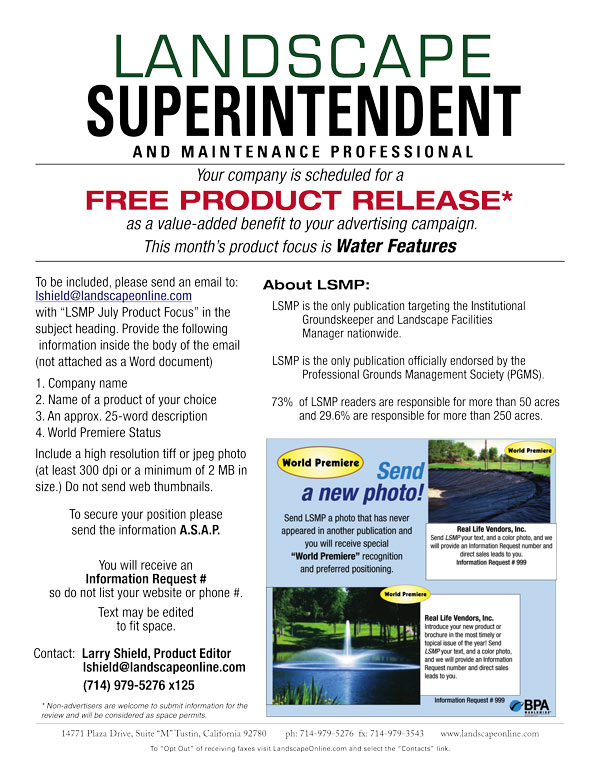 LANDSCAPE
SUPERINTENDENT
AND MAINTENANCE PROFESSIONAL
Your company is scheduled for a
FREE PRODUCT RELEASE*
as a value-added benefit to your advertising campaign.
This month's product focus is Water Features
To be included, please send an email to:
lshield@landscapeonline.com
with “LSMP July Product Focus” in the
subject heading. Provide the following
information inside the body of the email
(not attached as a Word document)
1. Company name
2. Name of a product of your choice
3. An approx. 25-word description
4. World Premiere Status
Include a high resolution tiff or jpeg photo
(at least 300 dpi or a minimum of 2 MB in
size.) Do not send web thumbnails.
To secure your position please
send the information A.S.A.P.
You will receive an
Information Request #
so do not list your website or phone #.
Text may be edited
to fit space.
Contact: Larry Shield, Product Editor
lshield@landscapeonline.com
(714) 979-5276 x125
* Non-advertisers are welcome to submit information for the
review and will be considered as space permits.
About LSMP:
LSMP is the only publication targeting the Institutional
Groundskeeper and Landscape Facilities
Manager nationwide.
LSMP is the only publication officially endorsed by the
Professional Grounds Management Society (PGMS).
73% of LSMP readers are responsible for more than 50 acres
and 29.6% are responsible for more than 250 acres.
World Premiere
Send
a new photo!
Send LSMP a photo that has never
appeared in another publication and
you will receive special
“World Premiere” recognition
and preferred positioning.
World Premiere
Real Life Vendors, Inc.
Send LSMP your text, and a color photo, and we
will provide an Information Request number and
direct sales leads to you.
Information Request # 999
World Premiere
Real Life Vendors, Inc.
Introduce your new product or
brochure in the most timely or
topical issue of the year! Send
LSMP your text, and a color photo,
and we will provide an Information
Request number and direct sales
leads to you.
Information Request # 999
BPA
WORLDWIDE
14771 Plaza Drive, Suite “M” Tustin, California 92780 ph: 714-979-5276 fx: 714-979-3543 www.landscapeonline.com
To “Opt Out” of receiving faxes visit LandscapeOnline.com and select the “Contacts” link.